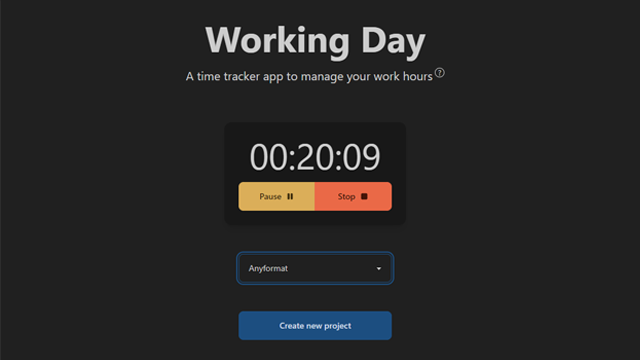 Working Day
A time tracker app to manage your work hours ?
00:20:09
Pause Stop
Anyformat
Create new project